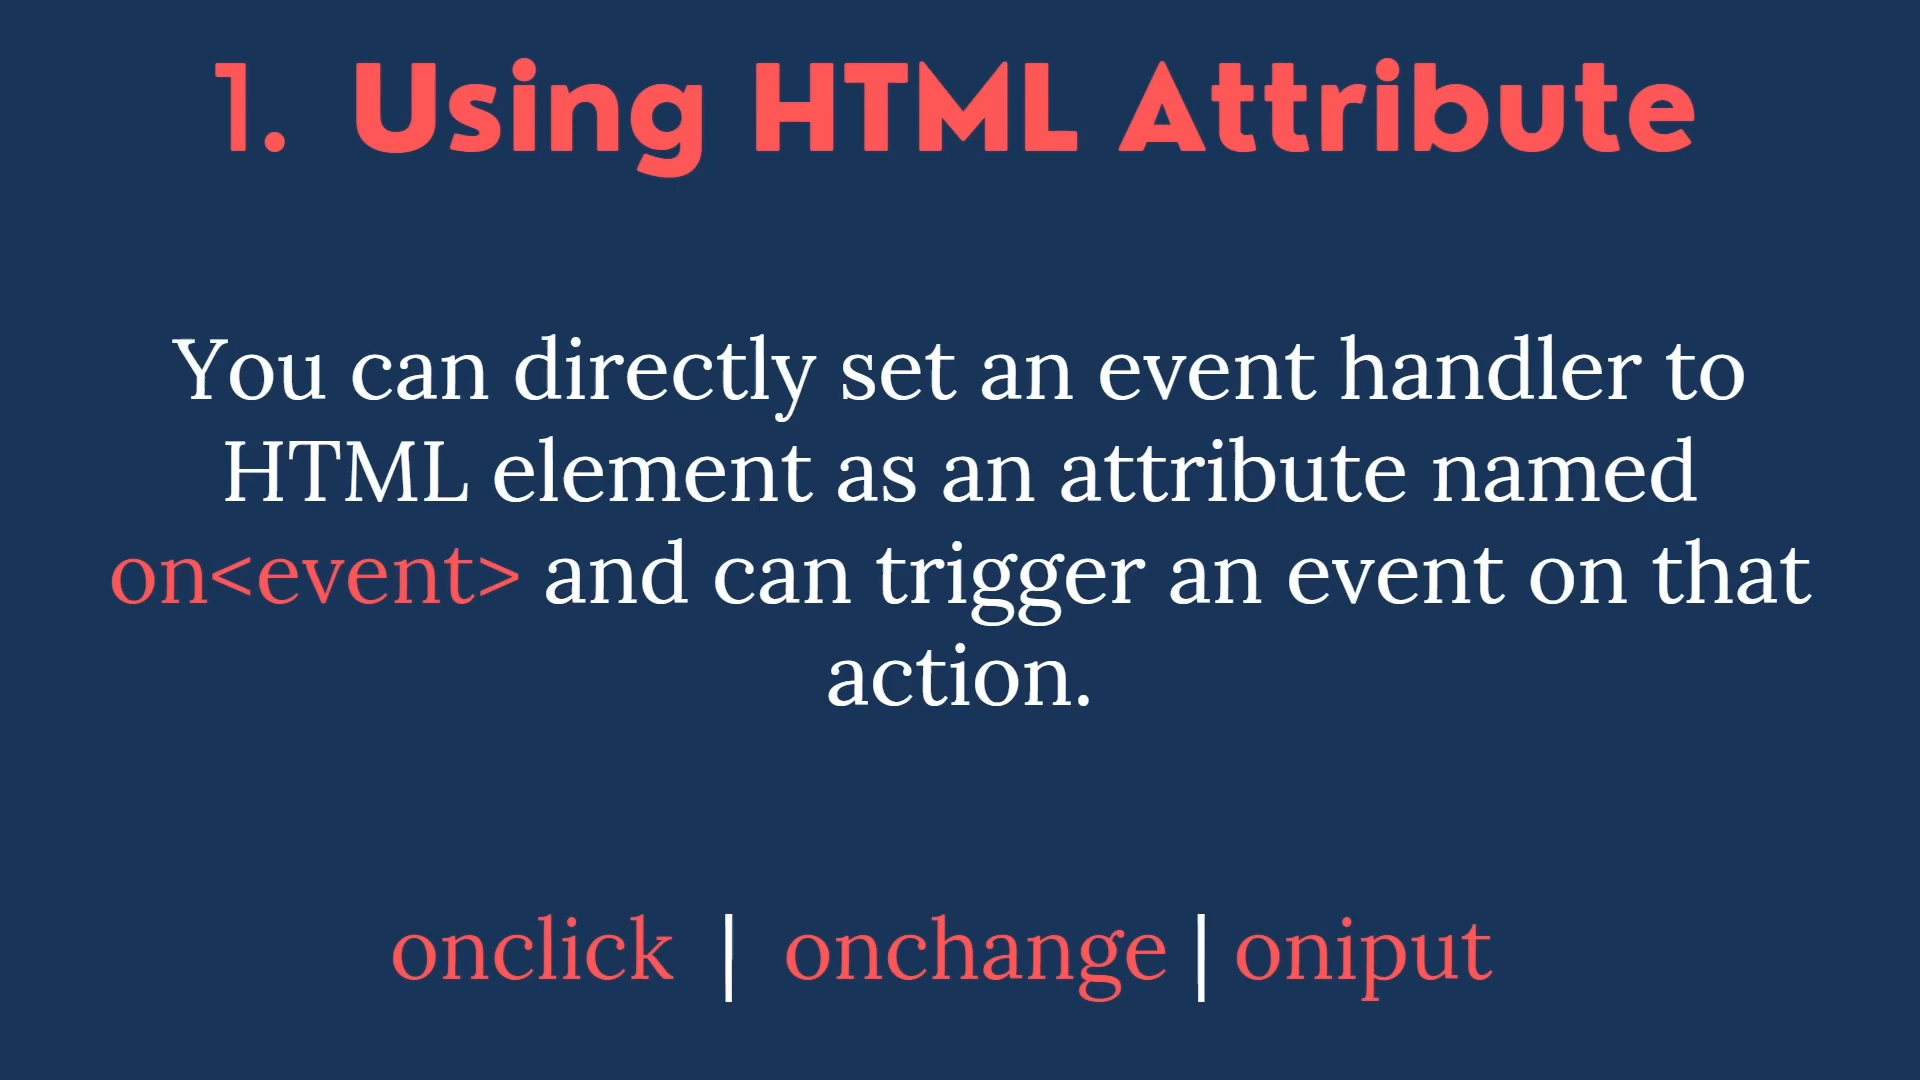 1. Using HTML Attribute
You can directly set an event handler to
HTML element as an attribute named
on<event> and can trigger an event on that
action.
onclick | onchange | oniput